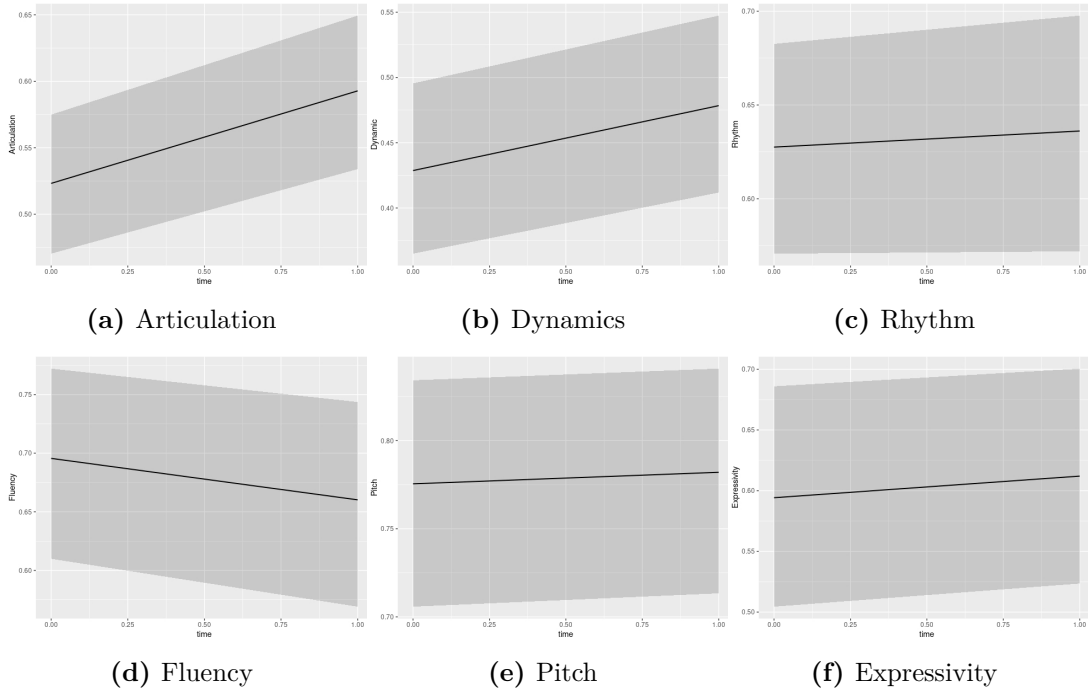 0.65
0.60
0.55
0.50
Articulation
0.00 0.25 0.50 0.75 1.00
time
(a) Articulation
0.55
0.50
0.45
0.40
Dynamic
0.00 0.25 0.50 0.75 1.00
time
(b) Dynamics
0.70
0.65
0.60
Rhythm
0.00 0.25 0.50 0.75 1.00
time
(c) Rhythm
0.75
0.70
0.65
0.60
Fluency
0.00 0.25 0.50 0.75 1.00
time
(d) Fluency
0.80
0.75
0.70
Pitch
0.00 0.25 0.50 0.75 1.00
time
(e) Pitch
0.70
0.65
0.60
0.55
0.50
Expressivity
0.00 0.25 0.50 0.75 1.00
time
(f) Expressivity